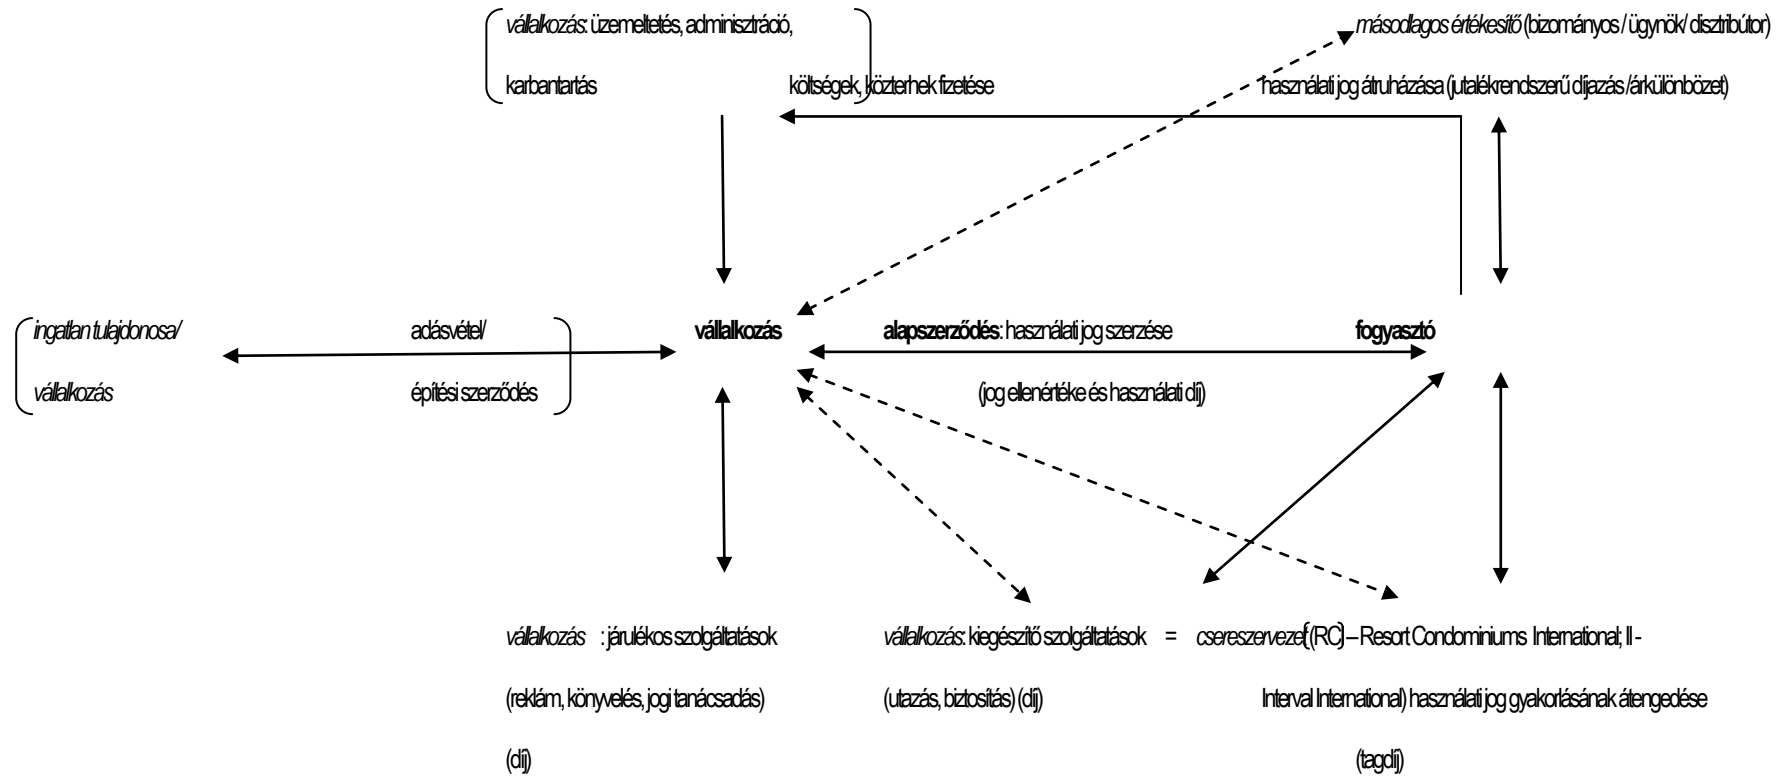 vállalkozás: üzemeltetés, adminisztráció, másodlagos értékesítő (bizományos / ügynök/ disztribútor)
karbantartás költségek, közterhek fizetése használati jog átruházása (jutalékrendszerű díjazás /árkülönbözet)
ingatlan tulajdonosa/ adásvétel/ vállalkozás alapszerződés: használati jog szerzése fogyasztó
vállalkozás építési szerződés (jog ellenértéke és használati díj)
vállalkozás : járulékos szolgáltatások vállalkozás: kiegészítő szolgáltatások = csereszervezet (RCI – Resort Condominiums International; II -
(reklám, könyvelés, jogi tanácsadás) (utazás, biztosítás) (díj) Interval International) használati jog gyakorlásának átengedése
(díj) (tagdíj)